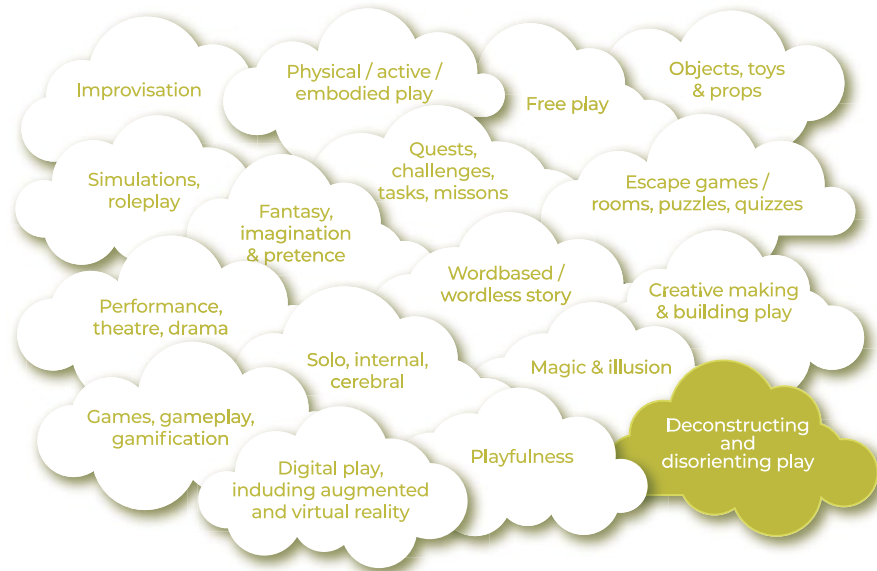 Improvisation
Physical / active /
embodied play
Free play
Objects, toys
& props
Simulations,
roleplay
Quests,
challenges,
tasks, missons
Escape games /
rooms, puzzles, quizzes
Fantasy,
imagination
& pretence
Wordbased /
wordless story
Creative making
& building play
Performance,
theatre, drama
Solo, internal,
cerebral
Magic & illusion
Games, gameplay,
gamification
Digital play,
including augmented
and virtual reality
Playfulness
Deconstructing
and
disorienting play